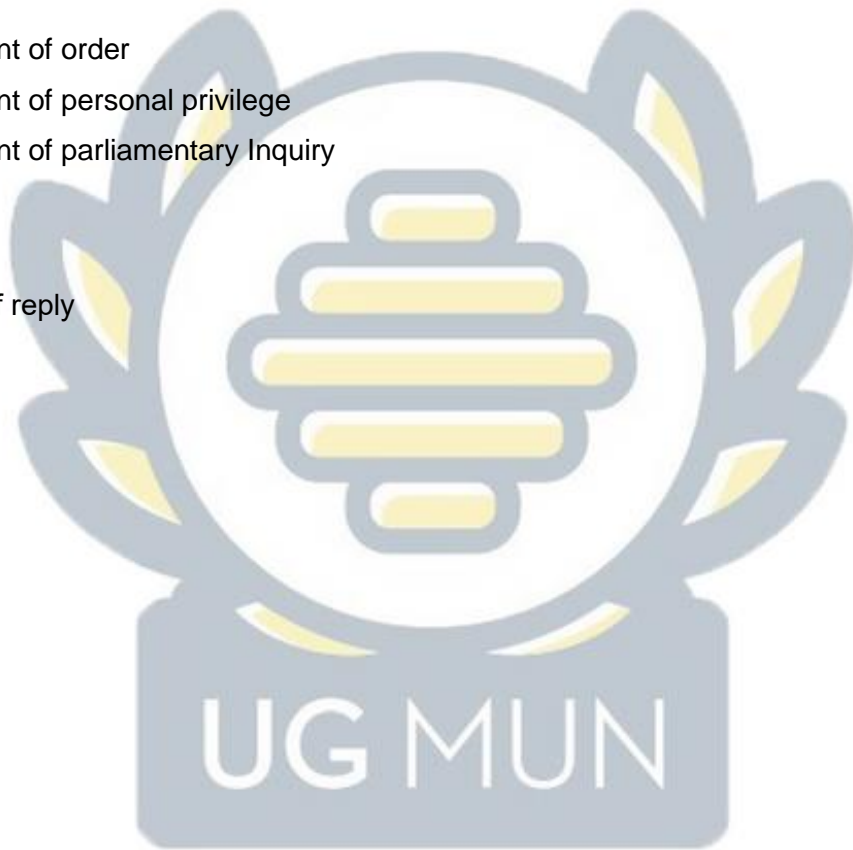 nt of order
nt of personal privilege
nt of parliamentary Inquiry
f reply
UG MUN